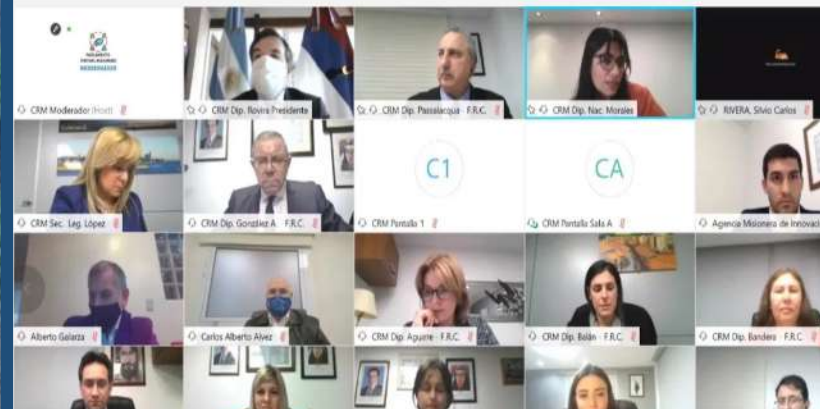 CRM Moderador (Host)
CRM Dip. Rovira Presidente
CRM Dip. Passalacqua - F.R.C.
CRM Dip. Nac. Morales
RIVERA, Silvio Carlos
CRM Sec. Leg. López
CRM Dip. González A. F.R.C.
C1
CRM Pantalla 1
CA
CRM Pantalla Sala A
Agencia Misionera de Innovació
Alberto Galarza
Carlos Alberto Alvez
CRM Dip. Aguirre - F.R.C.
CRM Dip. Balán - F.R.C.
CRM Dip. Bandera - F.R.C